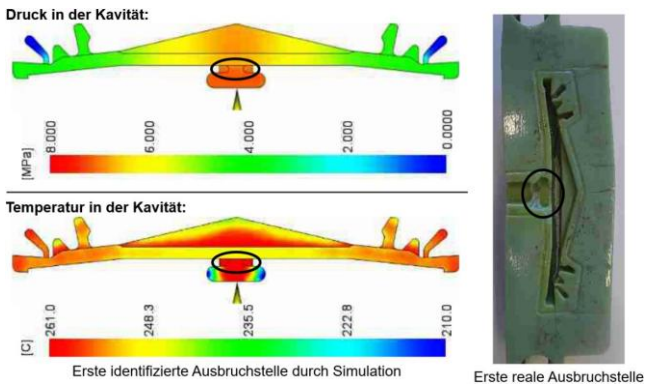 Druck in der Kavität:
8.000
6.000
4.000
2.000
0.0000
[MPa]
Temperatur in der Kavität:
261.0
248.3
235.5
222.8
210.0
[C]
Erste identifizierte Ausbruchstelle durch Simulation
Erste reale Ausbruchstelle